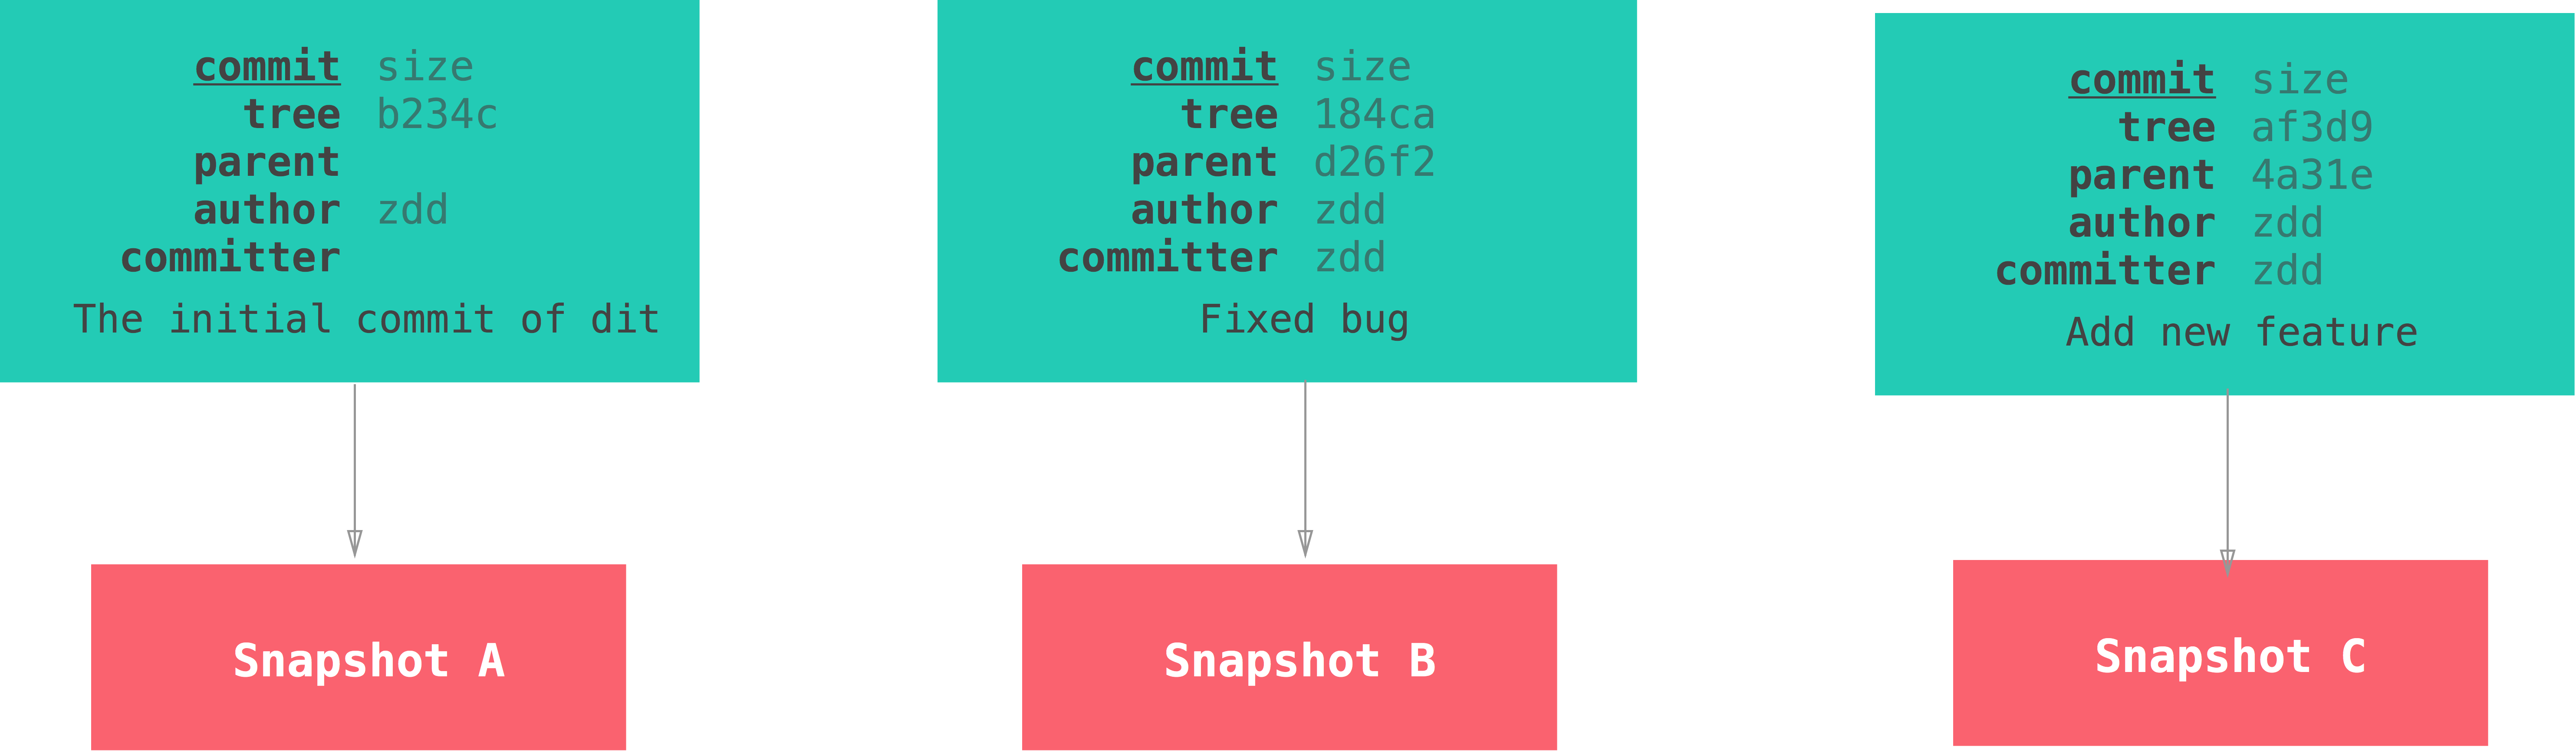 commit size
tree b234c
parent
author zdd
committer
The initial commit of dit
commit size
tree 184ca
parent d26f2
author zdd
committer zdd
Fixed bug
commit size
tree af3d9
parent 4a31e
author zdd
committer zdd
Add new feature
Snapshot A
Snapshot B
Snapshot C